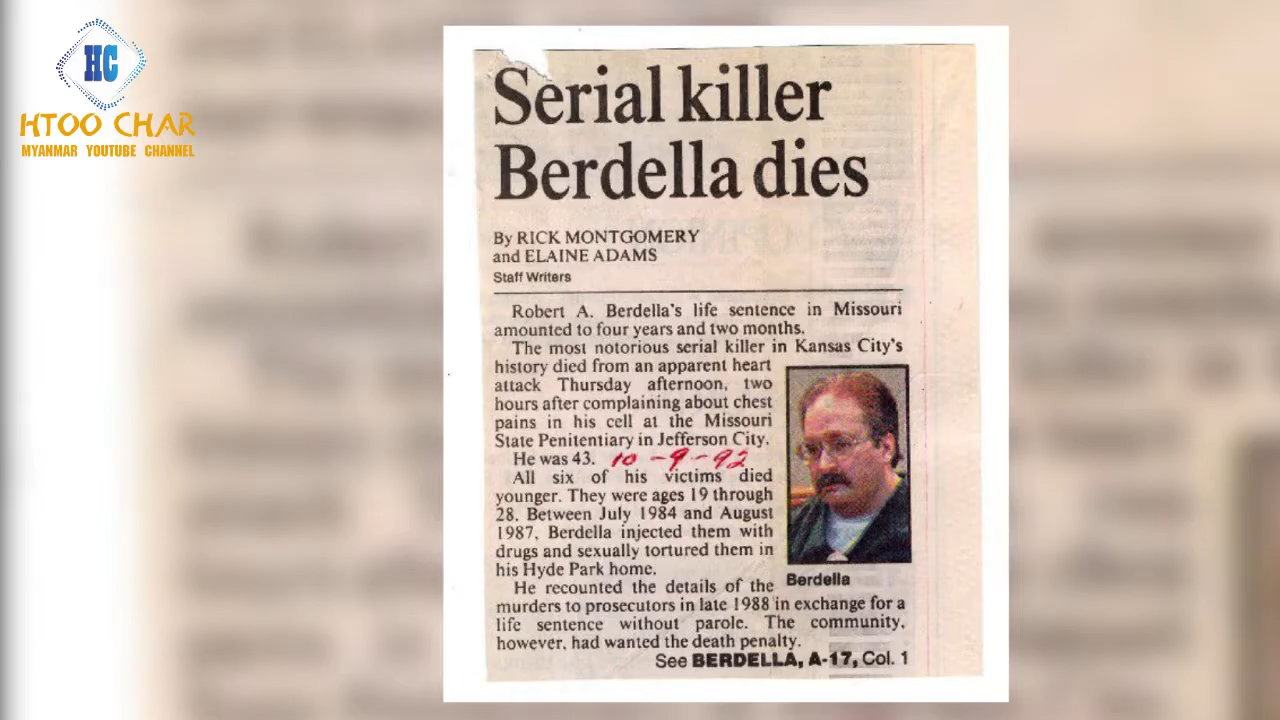 HC
HTOO CHAR
MYANMAR YOUTUBE CHANNEL
Serial killer
Berdella dies
By RICK MONTGOMERY
and ELAINE ADAMS
Staff Writers
Robert A. Berdella's life sentence in Missouri
amounted to four years and two months.
The most notorious serial killer in Kansas City's
history died from an apparent heart
attack Thursday afternoon, two
hours after complaining about chest
pains in his cell at the Missouri
State Penitentiary in Jefferson City.
He was 43. 10-9-92
All six of his victims died
younger. They were ages 19 through
28. Between July 1984 and August
1987, Berdella injected them with
drugs and sexually tortured them in
his Hyde Park home.
He recounted the details of the
murders to prosecutors in late 1988 in exchange for a
life sentence without parole. The community,
however, had wanted the death penalty.
See BERDELLA, A-17, Col. 1
Berdella